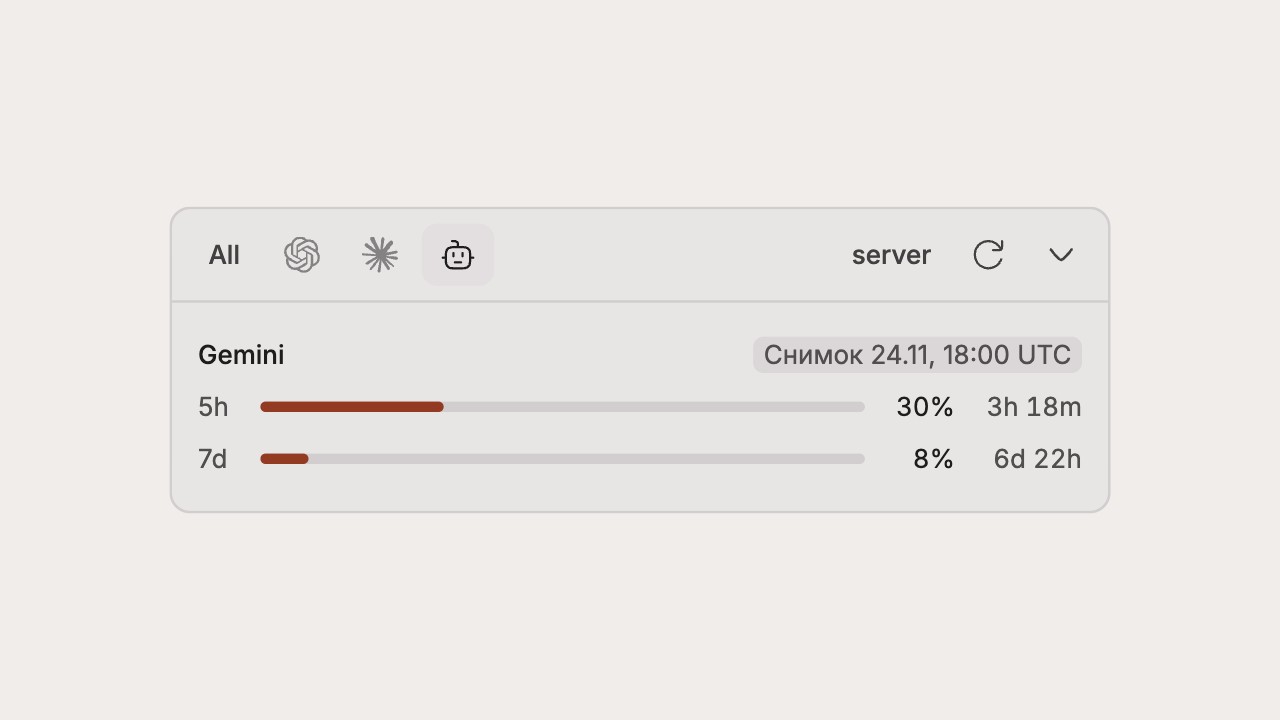 All server
Gemini Снимок 24.11, 18:00 UTC
5h 30% 3h 18m
7d 8% 6d 22h